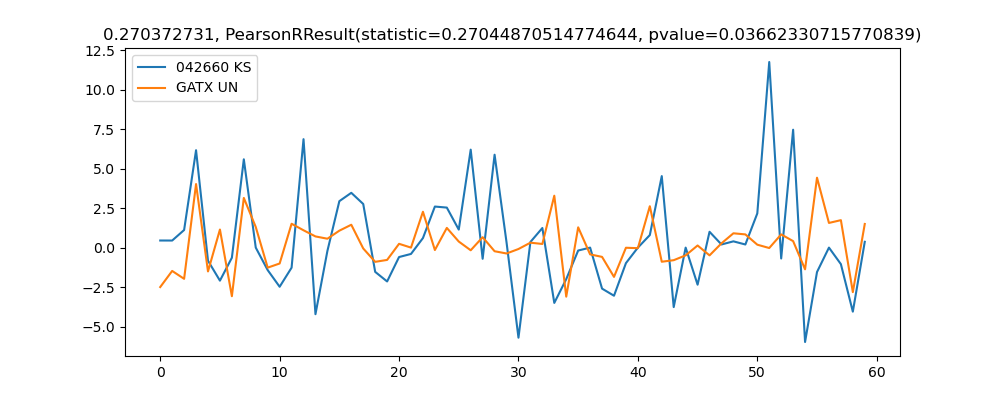 0.270372731, PearsonRResult(statistic=0.27044870514774644, pvalue=0.03662330715770839)
12.5
10.0
7.5
5.0
2.5
0.0
−2.5
−5.0
042660 KS
GATX UN
0 10 20 30 40 50 60